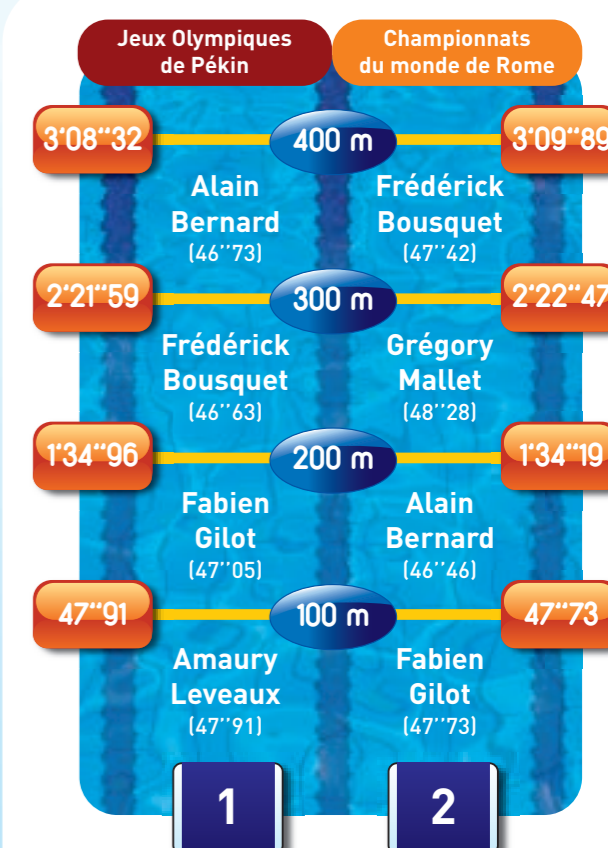 Jeux Olympiques
de Pékin
Championnats
du monde de Rome
3'08"32
400 m
3'09"89
Alain
Bernard
(46''73)
Frédérick
Bousquet
(47''42)
2'21"59
300 m
2'22"47
Frédérick
Bousquet
(46''63)
Grégory
Mallet
(48''28)
1'34"96
200 m
1'34"19
Fabien
Gilot
(47''05)
Alain
Bernard
(46''46)
47"91
100 m
47"73
Amaury
Leveaux
(47''91)
Fabien
Gilot
(47''73)
1
2